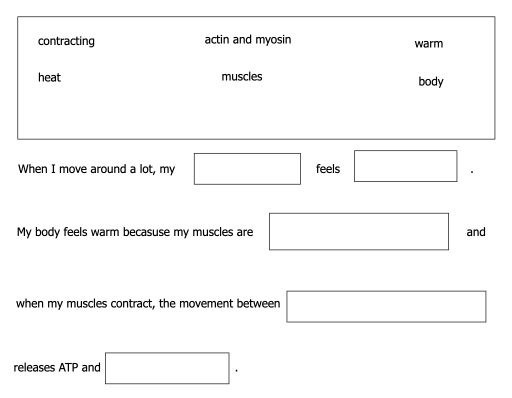 contracting actin and myosin warm
heat muscles body
When I move around a lot, my feels .
My body feels warm becasuse my muscles are and
when my muscles contract, the movement between
releases ATP and .